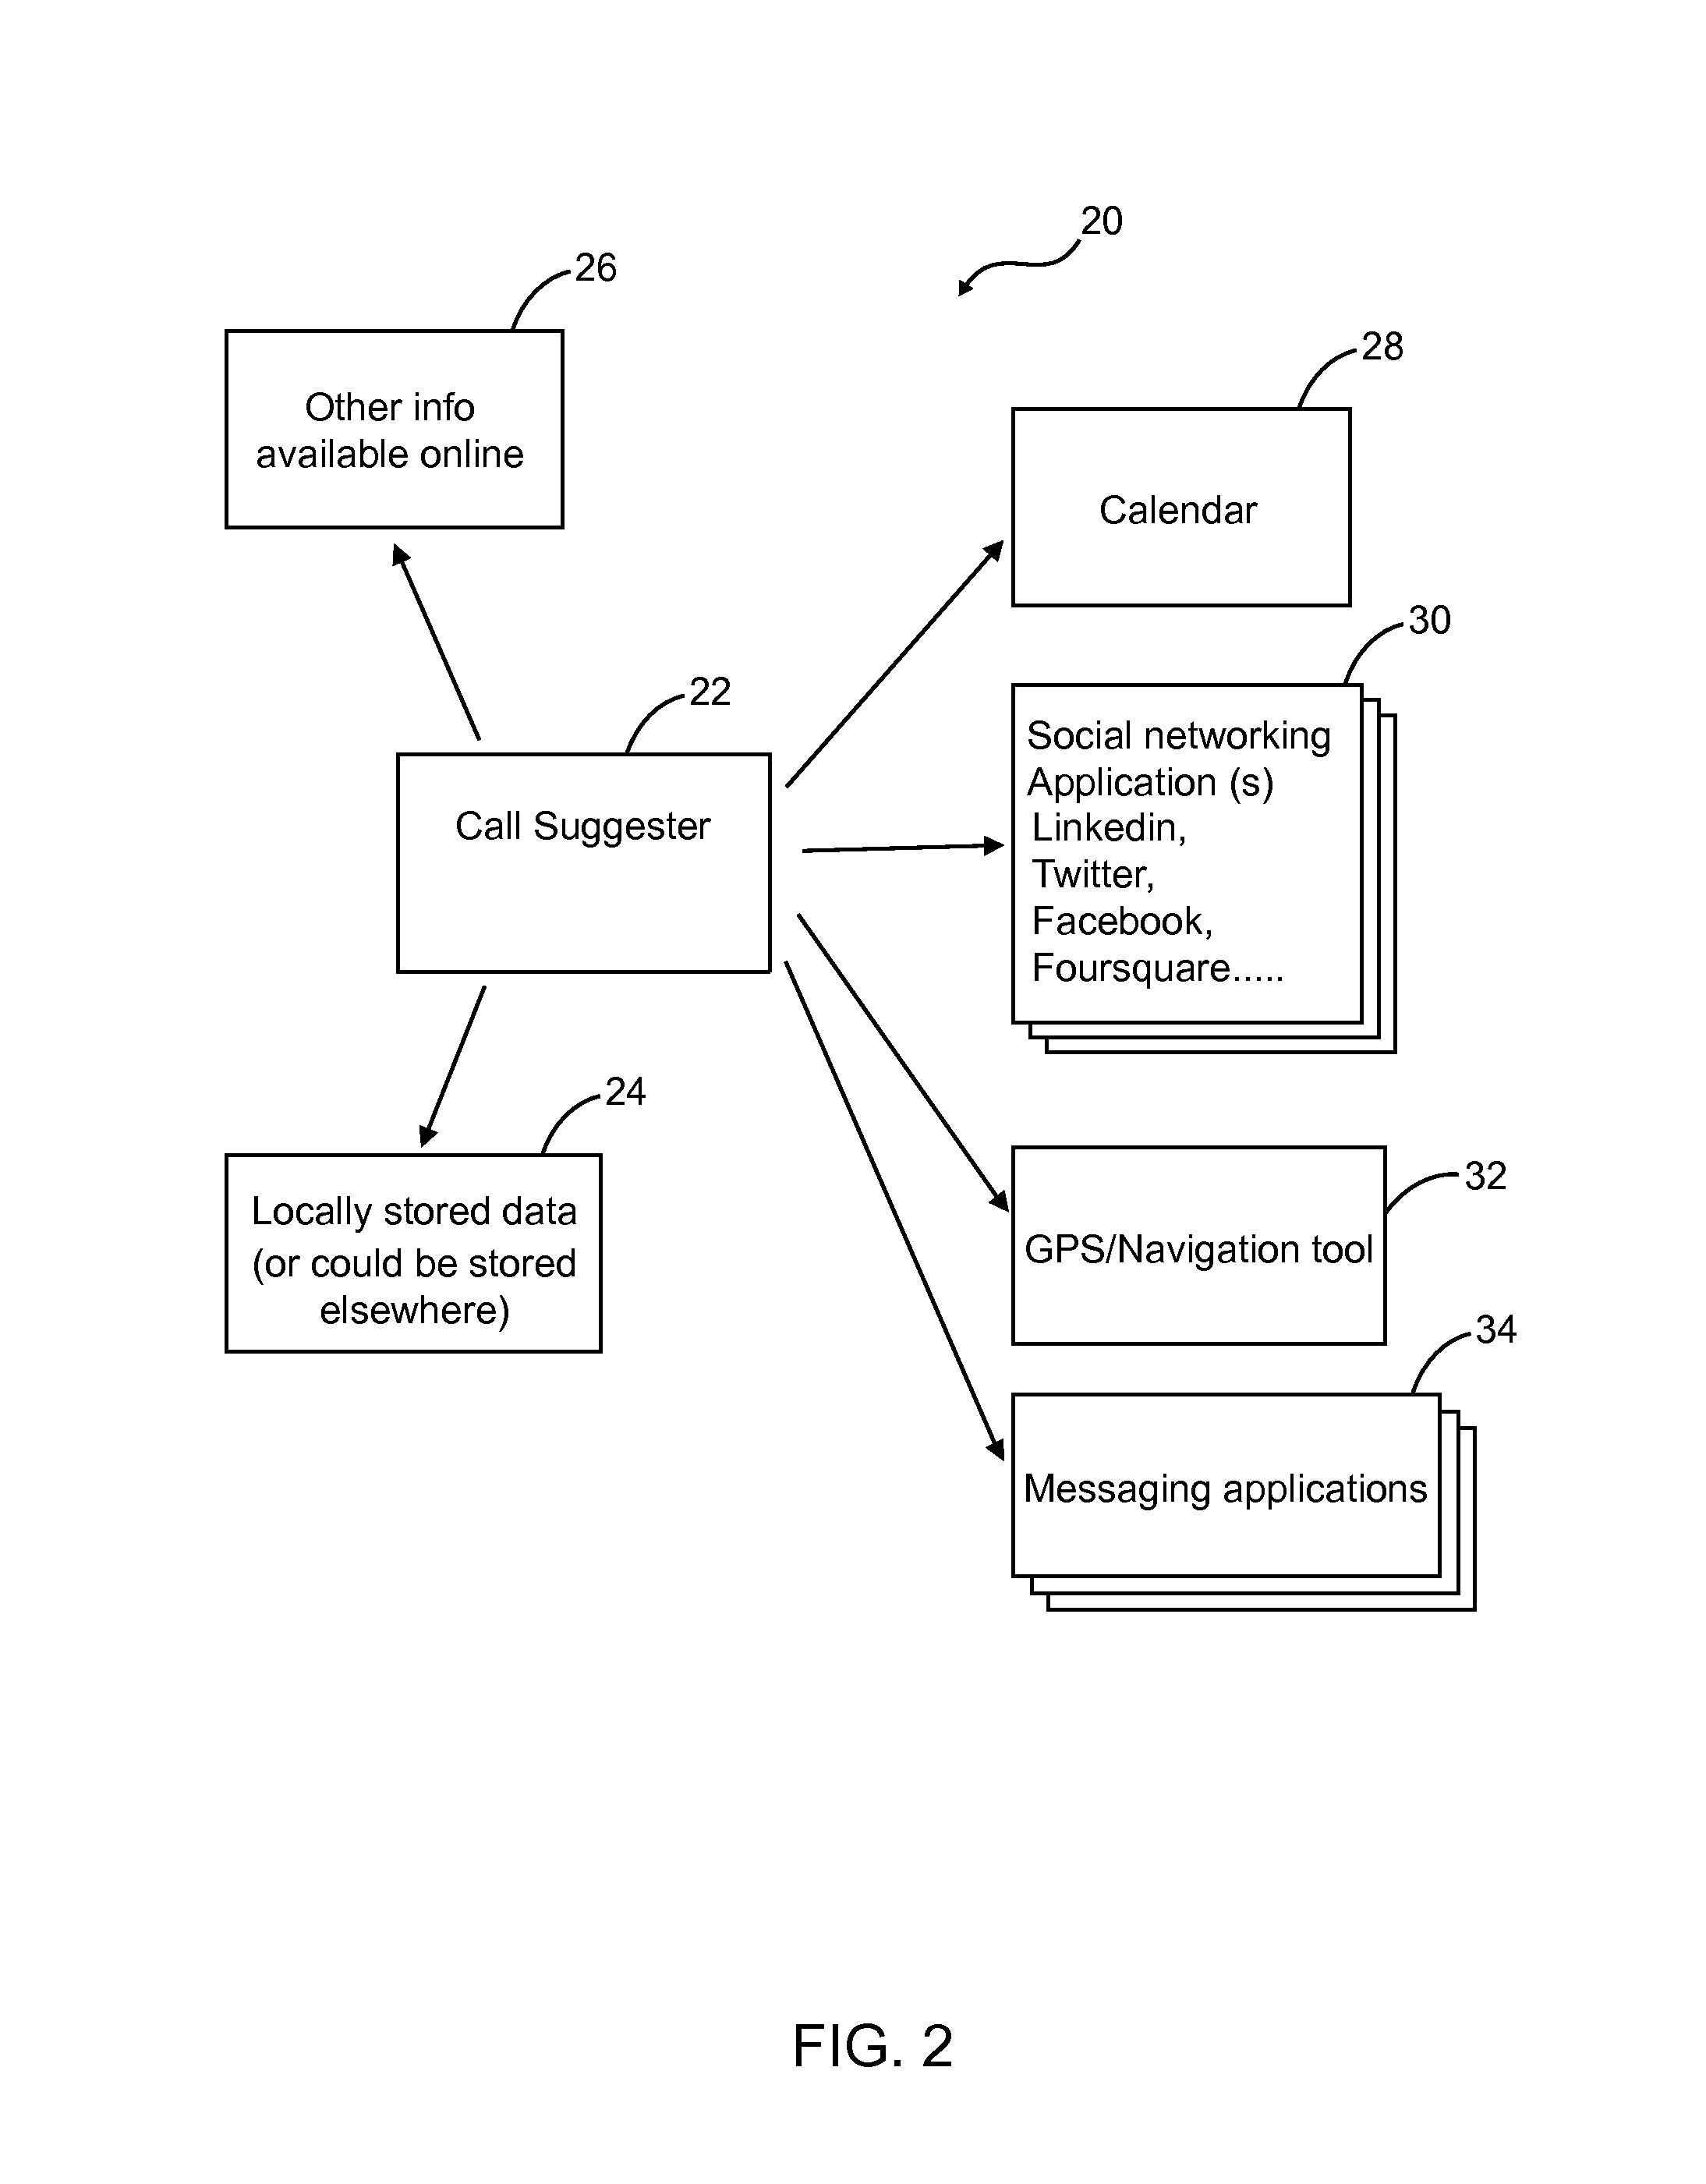 20
26
Other info
available online
28
Calendar
22
Call Suggester
30
Social networking
Application (s)
Linkedin,
Twitter,
Facebook,
Foursquare.....
24
Locally stored data
(or could be stored
elsewhere)
32
GPS/Navigation tool
34
Messaging applications
FIG. 2